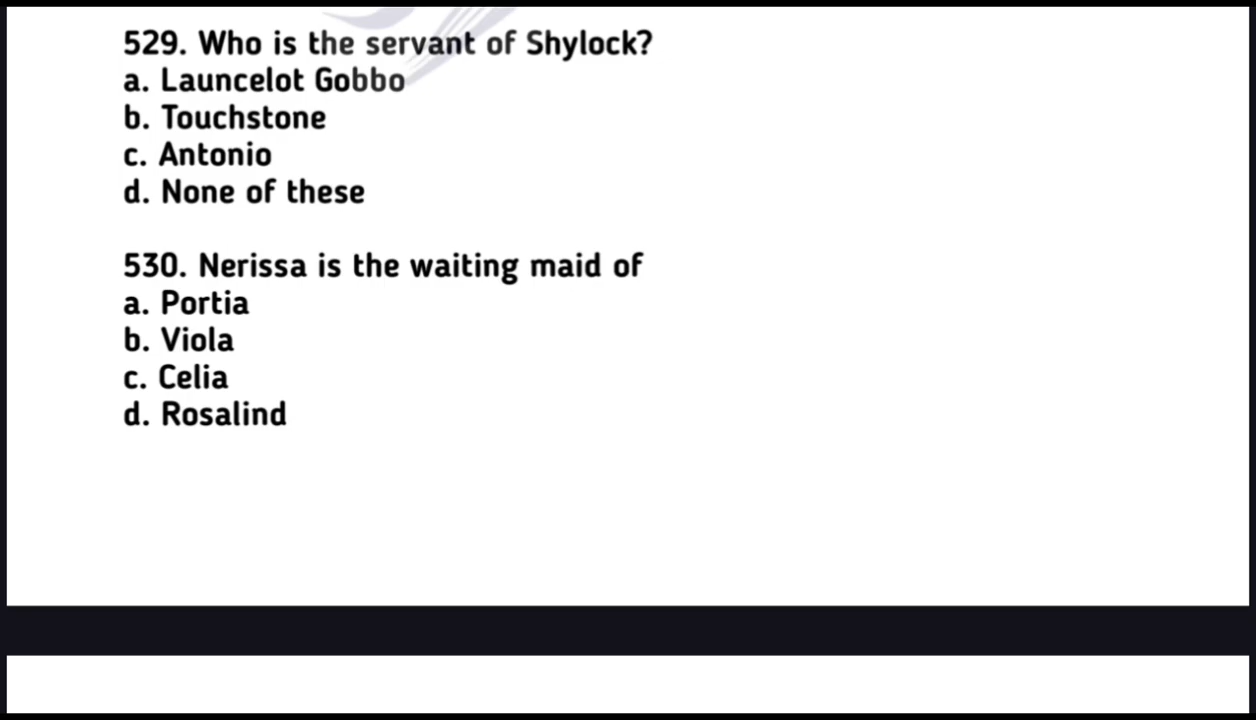 529. Who is the servant of Shylock?
a. Launcelot Gobbo
b. Touchstone
c. Antonio
d. None of these
530. Nerissa is the waiting maid of
a. Portia
b. Viola
c. Celia
d. Rosalind